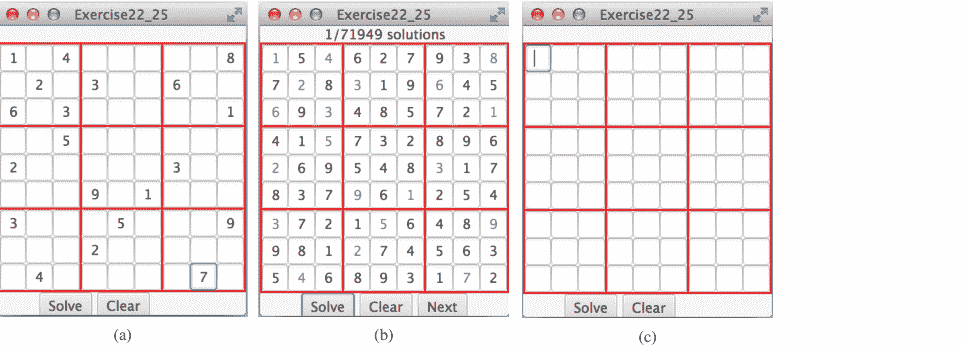 Exercise22_25
1 4 8
2 3 6
6 3 1
5
2 3
9 1
3 5 9
2
4 7
Solve Clear
(a)
Exercise22_25
1/71949 solutions
1 5 4 6 2 7 9 3 8
7 2 8 3 1 9 6 4 5
6 9 3 4 8 5 7 2 1
4 1 5 7 3 2 8 9 6
2 6 9 5 4 8 3 1 7
8 3 7 9 6 1 2 5 4
3 7 2 1 5 6 4 8 9
9 8 1 2 7 4 5 6 3
5 4 6 8 9 3 1 7 2
Solve Clear Next
(b)
Exercise22_25
Solve Clear
(c)